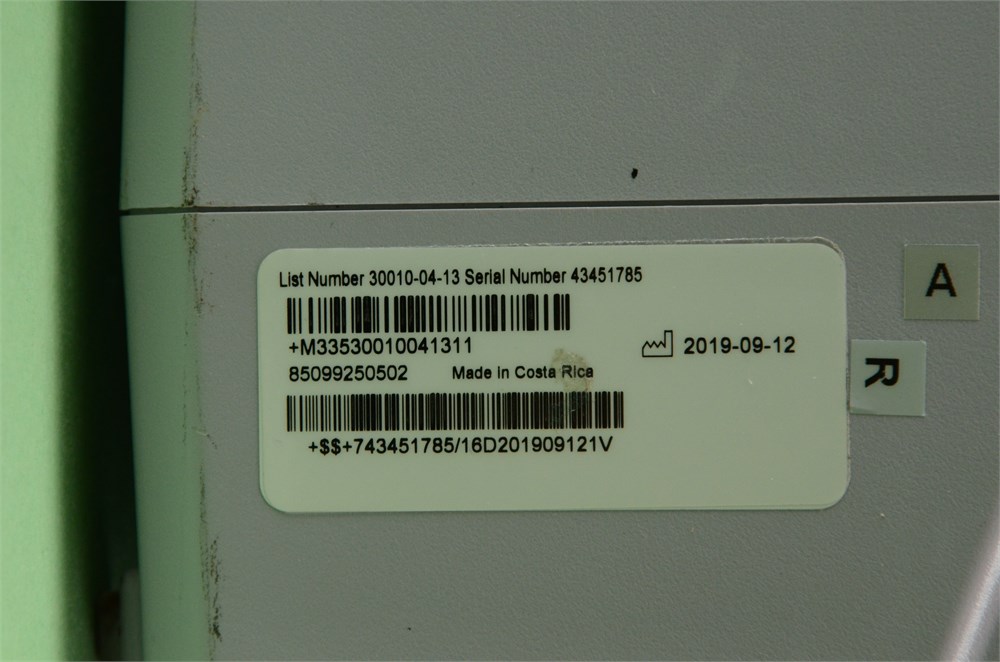 List Number 30010-04-13 Serial Number 43451785
+M33530010041311
2019-09-12
85099250502 Made in Costa Rica
+$$+743451785/16D201909121V
A
R